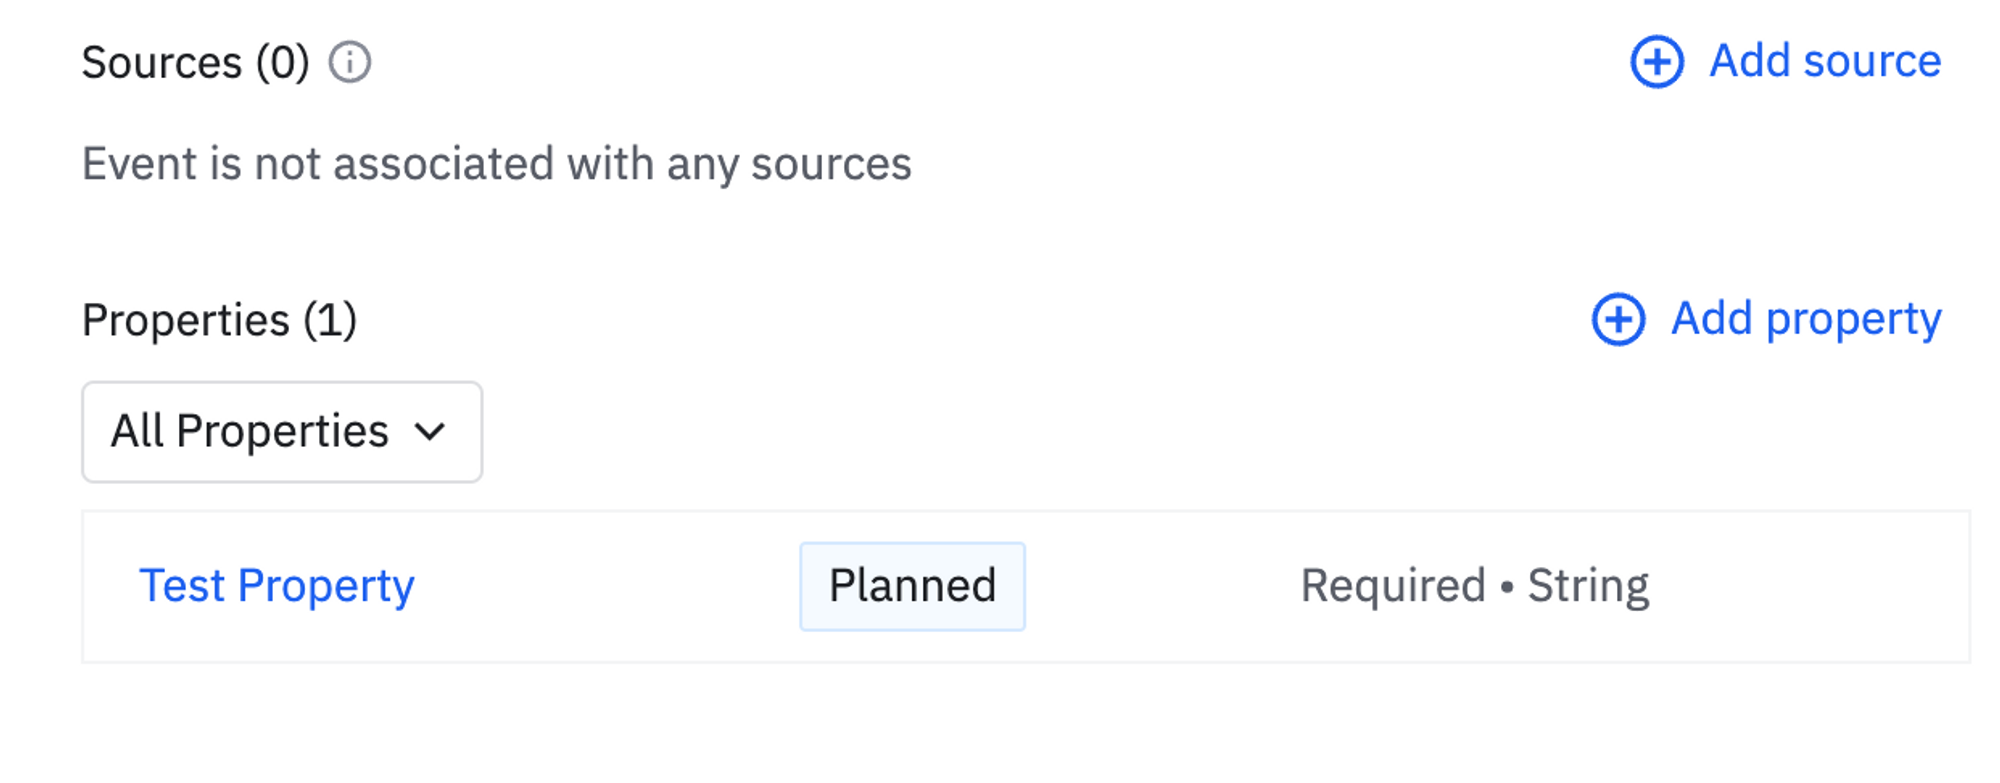 Sources (0)
Add source
Event is not associated with any sources
Properties (1)
Add property
All Properties
Test Property
Planned
Required • String